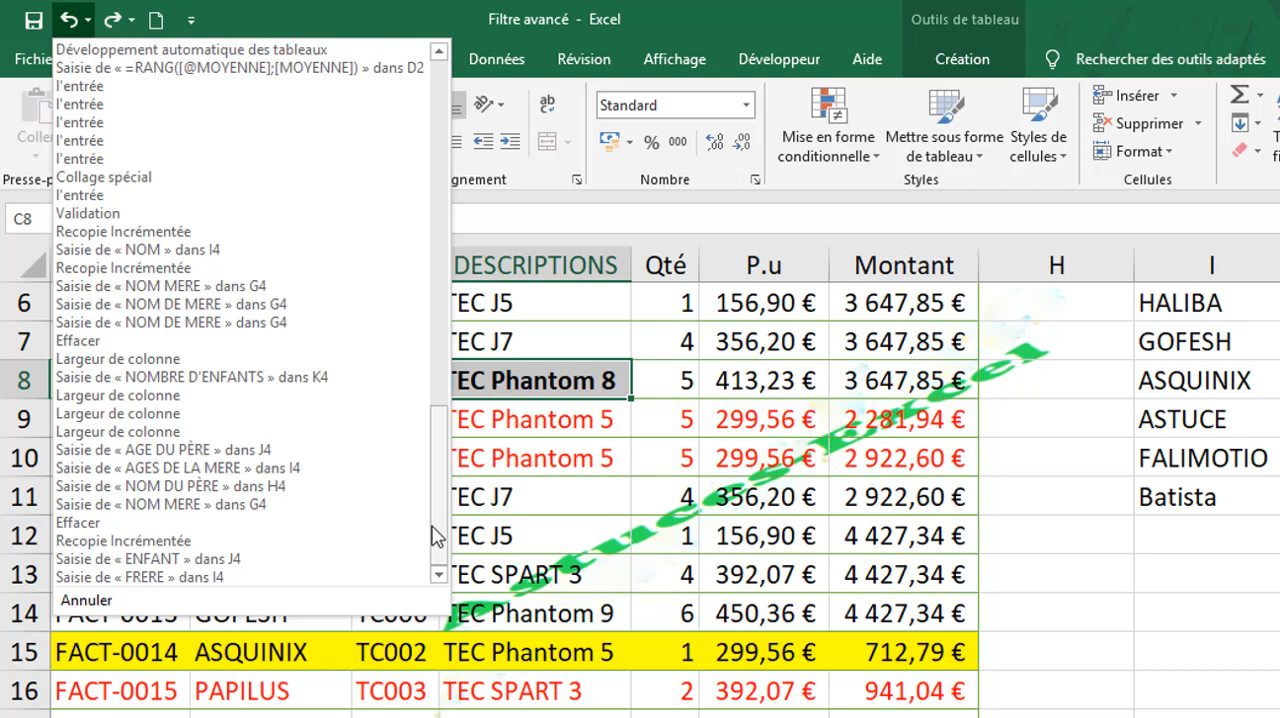 Filtre avancé - Excel
Outils de tableau
Données Révision Affichage Développeur Aide Création Rechercher des outils adaptés
Développement automatique des tableaux
Saisie de « =RANG([@MOYENNE];[MOYENNE]) » dans D2
l'entrée
l'entrée
l'entrée
l'entrée
l'entrée
Collage spécial
l'entrée
Validation
Recopie Incrémentée
Saisie de « NOM » dans I4
Recopie Incrémentée
Saisie de « NOM MERE » dans G4
Saisie de « NOM DE MERE » dans G4
Saisie de « NOM DE MERE » dans G4
Effacer
Largeur de colonne
Saisie de « NOMBRE D'ENFANTS » dans K4
Largeur de colonne
Largeur de colonne
Largeur de colonne
Saisie de « AGE DU PÈRE » dans J4
Saisie de « AGES DE LA MERE » dans I4
Saisie de « NOM DU PÈRE » dans H4
Saisie de « NOM MERE » dans G4
Effacer
Recopie Incrémentée
Saisie de « ENFANT » dans J4
Saisie de « FRERE » dans I4
Annuler
Standard
% 000
Nombre
Mise en forme conditionnelle
Mettre sous forme de tableau
Styles de cellules
Styles
Insérer
Supprimer
Format
Cellules
C8
DESCRIPTIONS Qté P.u Montant H I
6 TEC J5 1 156,90 € 3 647,85 € HALIBA
7 TEC J7 4 356,20 € 3 647,85 € GOFESH
8 TEC Phantom 8 5 413,23 € 3 647,85 € ASQUINIX
9 TEC Phantom 5 5 299,56 € 2 281,94 € ASTUCE
10 TEC Phantom 5 5 299,56 € 2 922,60 € FALIMOTIO
11 TEC J7 4 356,20 € 2 922,60 € Batista
12 TEC J5 1 156,90 € 4 427,34 €
13 TEC SPART 3 4 392,07 € 4 427,34 €
14 TEC Phantom 9 6 450,36 € 4 427,34 €
15 FACT-0014 ASQUINIX TC002 TEC Phantom 5 1 299,56 € 712,79 €
16 FACT-0015 PAPILUS TC003 TEC SPART 3 2 392,07 € 941,04 €